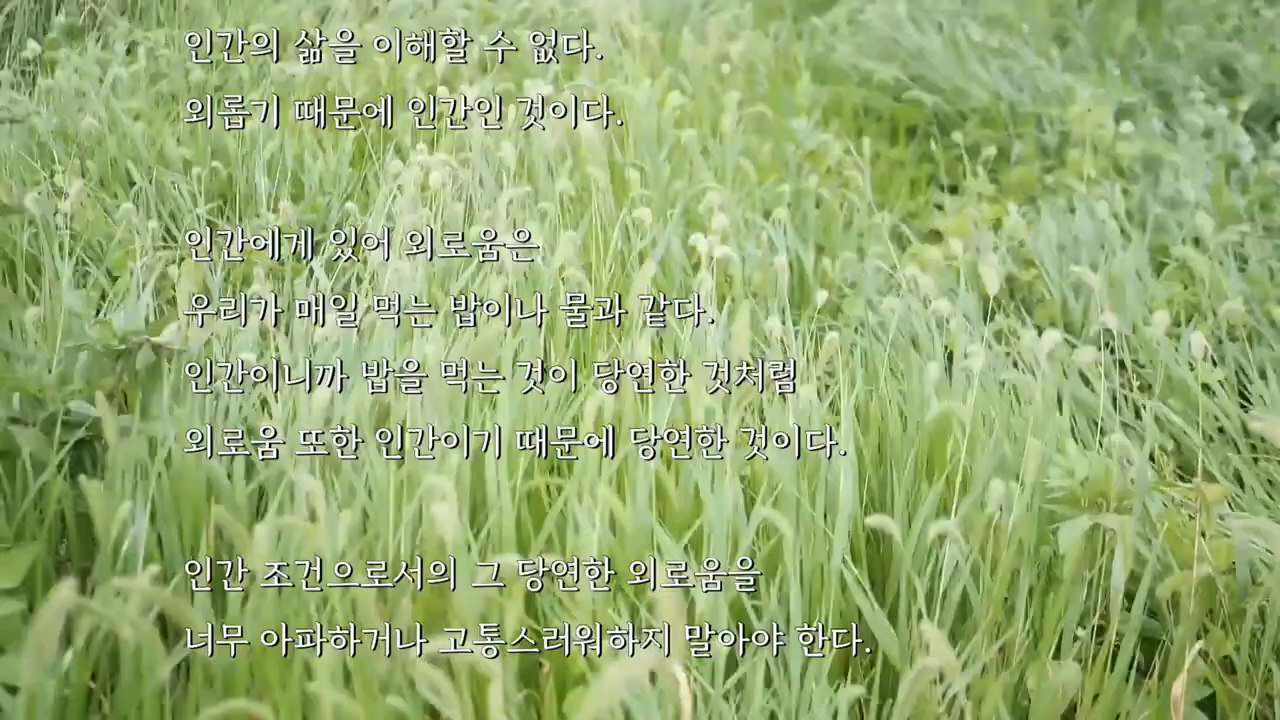 인간의 삶을 이해할 수 없다.
외롭기 때문에 인간인 것이다.
인간에게 있어 외로움은
우리가 매일 먹는 밥이나 물과 같다.
인간이니까 밥을 먹는 것이 당연한 것처럼
외로움 또한 인간이기 때문에 당연한 것이다.
인간 조건으로서의 그 당연한 외로움을
너무 아파하거나 고통스러워하지 말아야 한다.